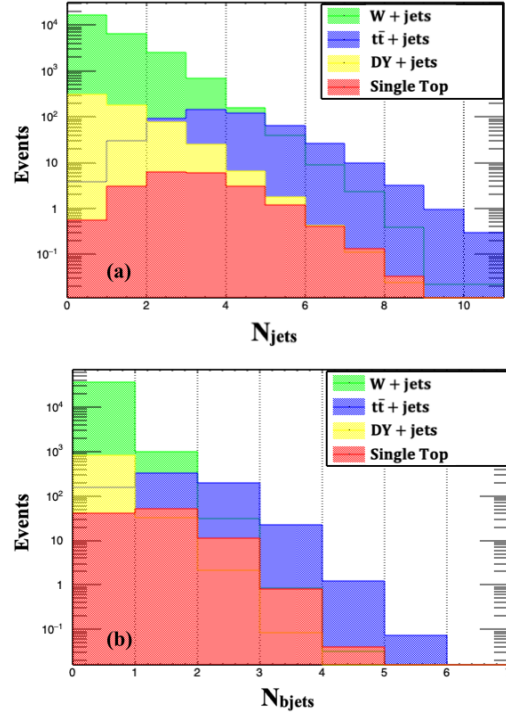 10⁴
10³
10²
10
1
10⁻¹
Events
W + jets
tt̄ + jets
DY + jets
Single Top
(a)
0 2 4 6 8 10
Njets
10⁴
10³
10²
10
1
10⁻¹
Events
W + jets
tt̄ + jets
DY + jets
Single Top
(b)
0 1 2 3 4 5 6
Nbjets